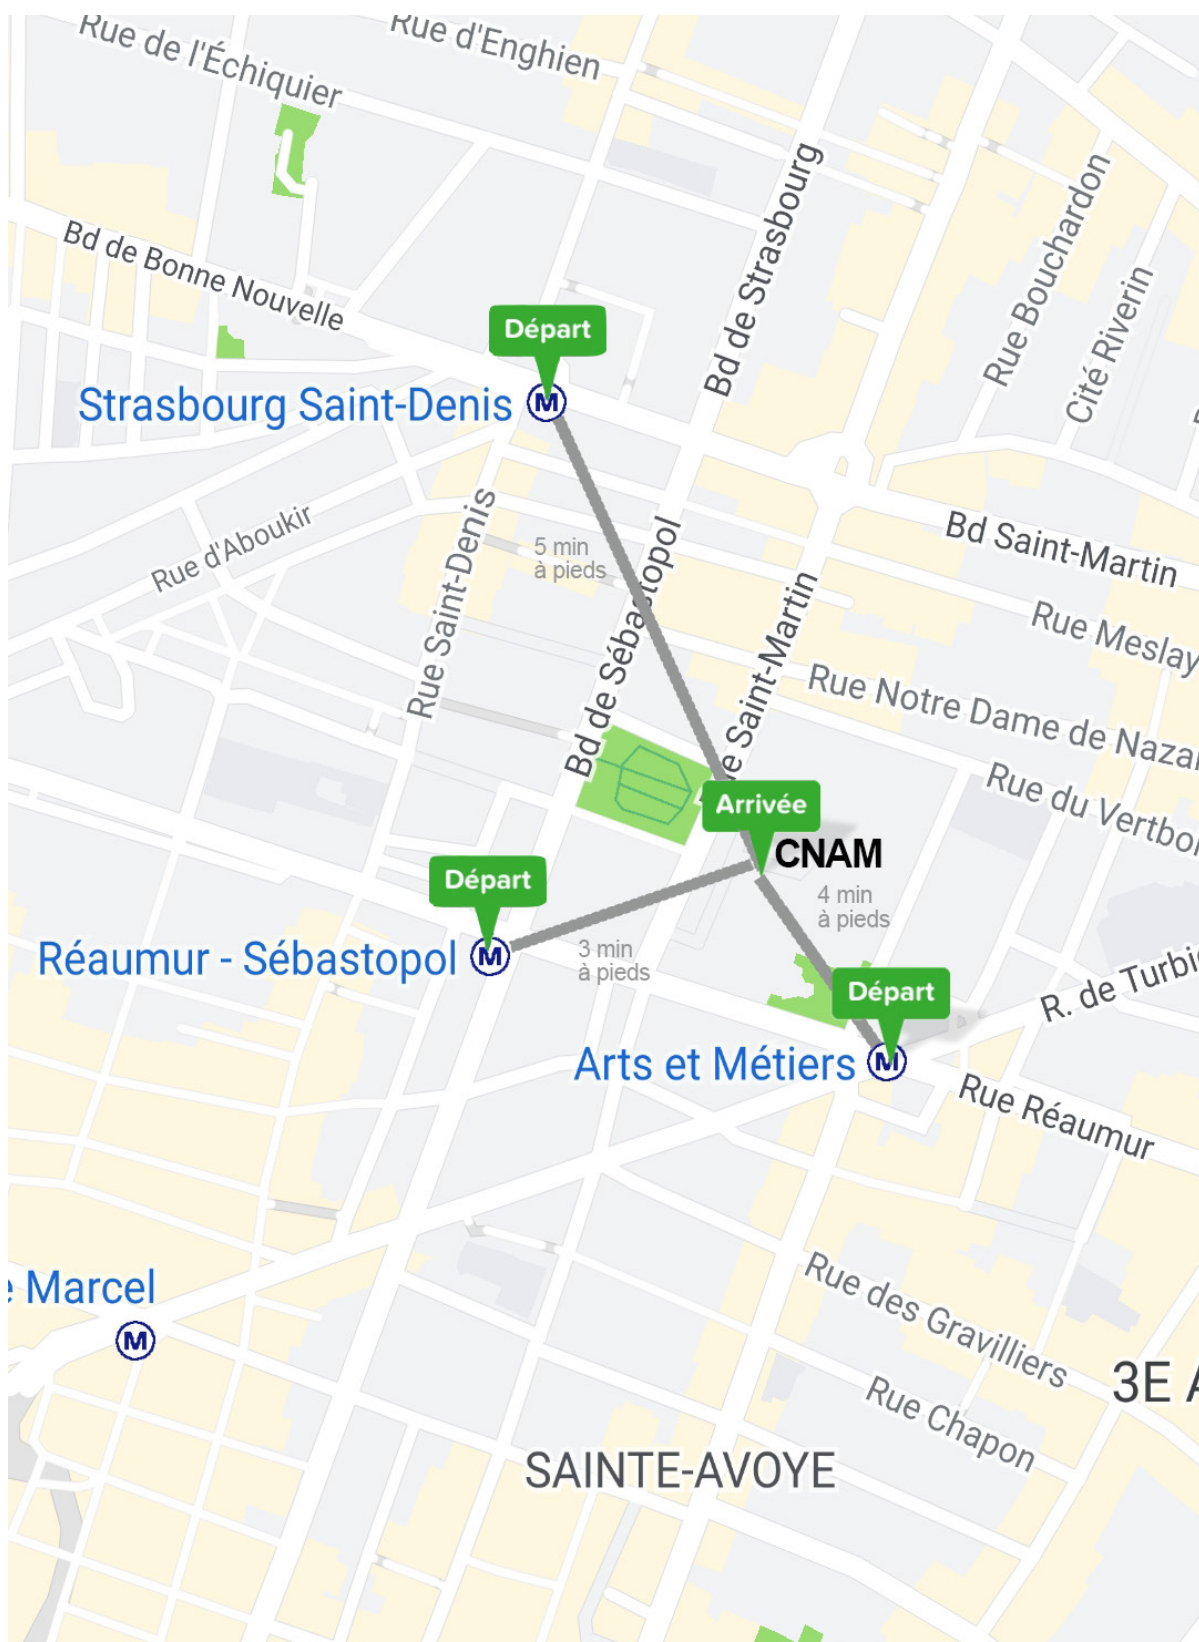 Rue de l'Échiquier
Rue d'Enghien
Bd de Strasbourg
Rue Bouchardon
Cité Riverin
Bd de Bonne Nouvelle
Départ
Strasbourg Saint-Denis
M
Rue d'Aboukir
Rue Saint-Denis
5 min
à pieds
Bd de Sébastopol
Bd Saint-Martin
Rue Meslay
Rue Saint-Martin
Rue Notre Dame de Nazar
Rue du Vertboi
Arrivée
CNAM
Départ
4 min
à pieds
Réaumur - Sébastopol
M
3 min
à pieds
Départ
R. de Turbi
Arts et Métiers
M
Rue Réaumur
Marcel
M
Rue des Gravilliers
3E A
Rue Chapon
SAINTE-AVOYE